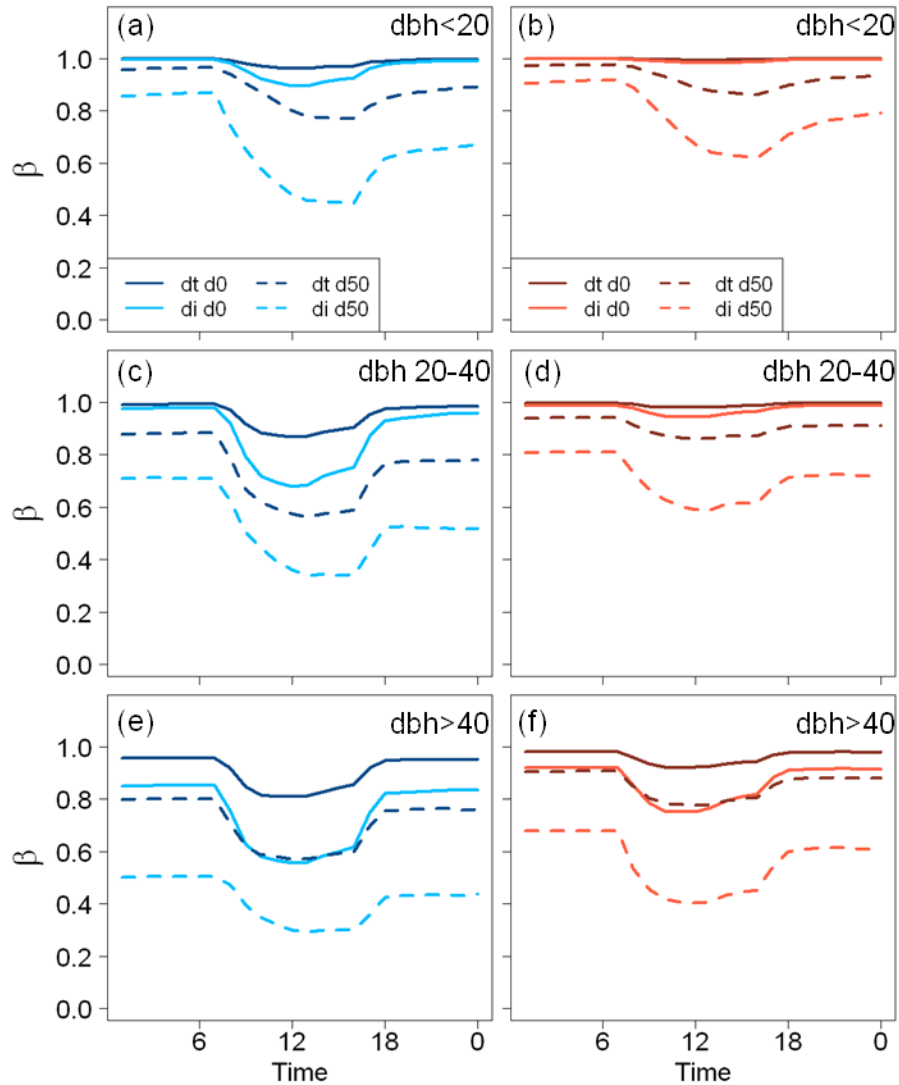 (a) dbh<20
(b) dbh<20
β
1.0
0.8
0.6
0.4
0.2
0.0
dt d0 dt d50
di d0 di d50
dt d0 dt d50
di d0 di d50
(c) dbh 20-40
(d) dbh 20-40
β
1.0
0.8
0.6
0.4
0.2
0.0
(e) dbh>40
(f) dbh>40
β
1.0
0.8
0.6
0.4
0.2
0.0
6 12 18 0
6 12 18 0
Time
Time